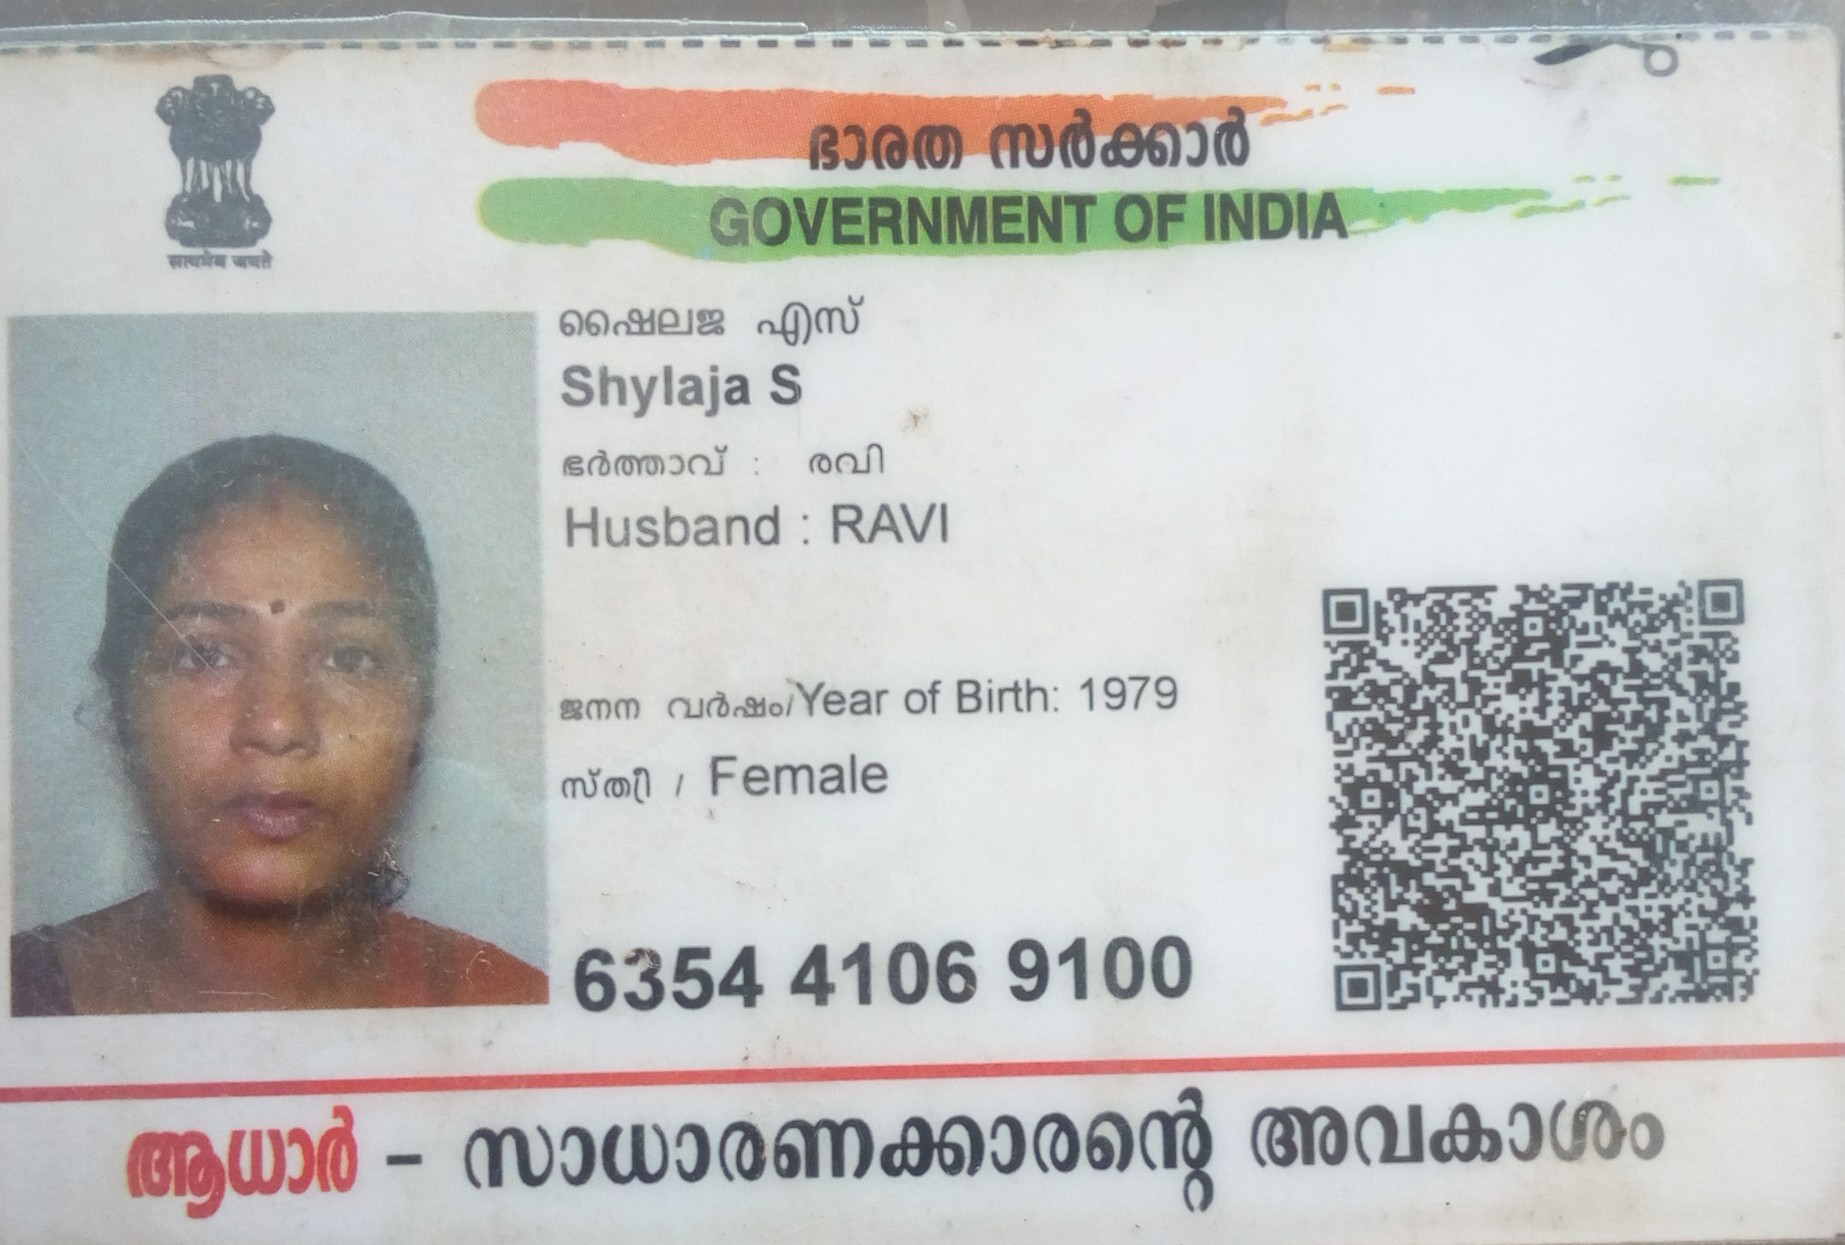 सत्यमेव जयते
ഭാരത സർക്കാർ
GOVERNMENT OF INDIA
ഷൈലജ എസ്
Shylaja S
ഭർത്താവ് : രവി
Husband : RAVI
ജനന വർഷം/Year of Birth: 1979
സ്ത്രീ / Female
6354 4106 9100
ആധാർ - സാധാരണക്കാരന്റെ അവകാശം